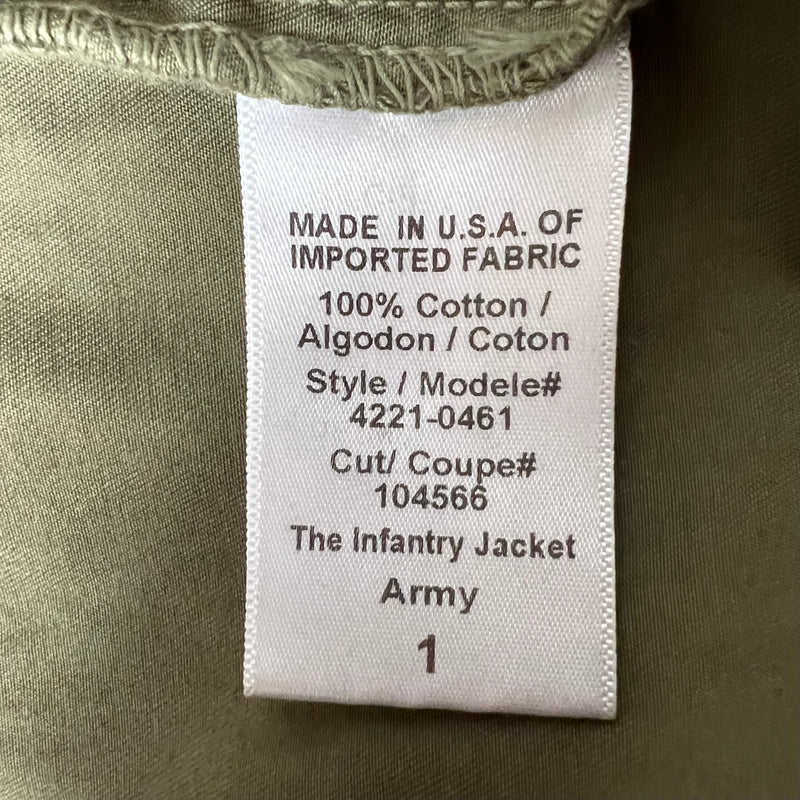 MADE IN U.S.A. OF
IMPORTED FABRIC
100% Cotton /
Algodon / Coton
Style / Modele#
4221-0461
Cut/ Coupe#
104566
The Infantry Jacket
Army
1